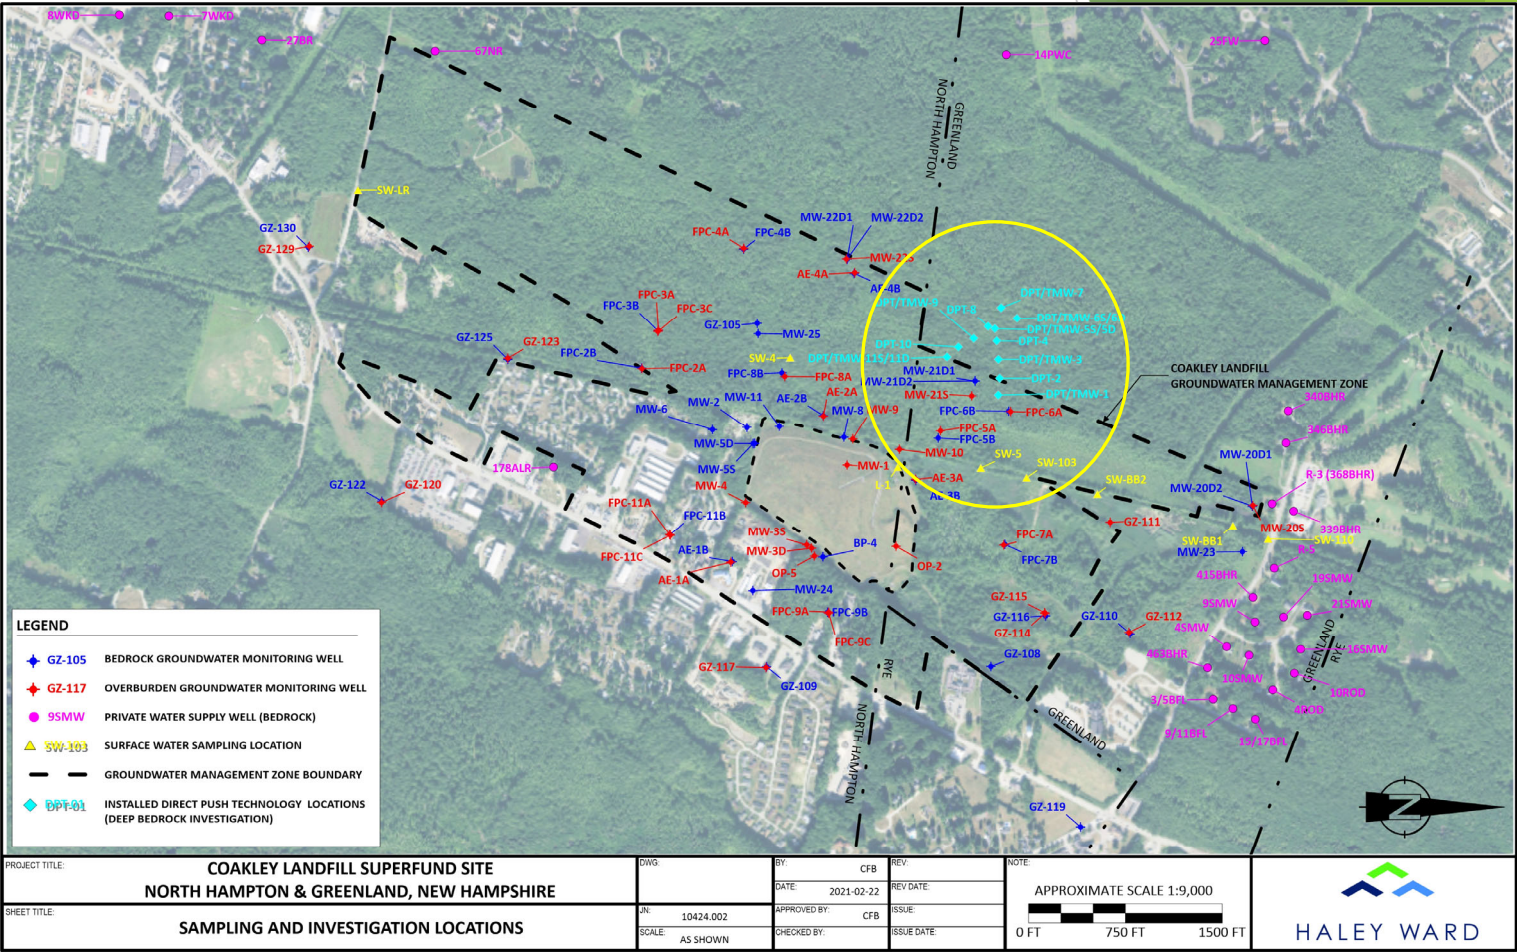 8WKD
7WKD
27BR
67NR
14PWC
25FW
GREENLAND
NORTH HAMPTON
SW-LR
GZ-130
GZ-129
MW-22D1
MW-22D2
FPC-4A
FPC-4B
MW-22S
AE-4A
AE-4B
FPC-3A
FPC-3B
FPC-3C
GZ-105
MW-25
DPT/TMW-2
DPT/TMW-9
DPT-8
DPT/TMW-5S/5D
DPT-4
DPT-10
DPT/TMW-11S/11D
DPT/TMW-3
GZ-125
GZ-123
FPC-2B
FPC-2A
SW-4
FPC-8B
FPC-8A
MW-21D1
MW-21D2
DPT-2
MW-21S
DPT/TMW-1
COAKLEY LANDFILL
GROUNDWATER MANAGEMENT ZONE
AE-2A
AE-2B
MW-11
MW-2
MW-6
MW-8
MW-9
FPC-6B
FPC-6A
FPC-5A
FPC-5B
340BHR
346BHR
MW-5D
MW-5S
MW-10
MW-1
178ALR
SW-5
SW-103
MW-20D1
R-3 (368BHR)
GZ-122
GZ-120
MW-4
L-1
AE-3A
AE-3B
SW-BB2
MW-20D2
FPC-11A
FPC-11B
FPC-11C
GZ-111
MW-20S
339BHR
MW-3S
MW-3D
BP-4
OP-5
OP-2
FPC-7A
FPC-7B
SW-BB1
SW-110
MW-23
R-5
AE-1B
AE-1A
MW-24
415BHR
19SMW
FPC-9A
FPC-9B
FPC-9C
GZ-115
GZ-116
GZ-114
GZ-110
GZ-112
9SMW
21SMW
4SMW
GZ-117
GZ-109
RYE
NORTH HAMPTON
GZ-108
463BHR
10SMW
16SMW
GREENLAND
RYE
3/5BFL
10ROD
4ROD
9/11BFL
15/17BFL
GREENLAND
GZ-119
LEGEND
GZ-105 BEDROCK GROUNDWATER MONITORING WELL
GZ-117 OVERBURDEN GROUNDWATER MONITORING WELL
9SMW PRIVATE WATER SUPPLY WELL (BEDROCK)
SW-103 SURFACE WATER SAMPLING LOCATION
GROUNDWATER MANAGEMENT ZONE BOUNDARY
DPT-01 INSTALLED DIRECT PUSH TECHNOLOGY LOCATIONS
(DEEP BEDROCK INVESTIGATION)
Z
PROJECT TITLE:
COAKLEY LANDFILL SUPERFUND SITE
NORTH HAMPTON & GREENLAND, NEW HAMPSHIRE
SHEET TITLE:
SAMPLING AND INVESTIGATION LOCATIONS
DWG:
JN: 10424.002
SCALE: AS SHOWN
BY: CFB
DATE: 2021-02-22
APPROVED BY: CFB
CHECKED BY:
REV:
REV DATE:
ISSUE:
ISSUE DATE:
NOTE:
APPROXIMATE SCALE 1:9,000
0 FT 750 FT 1500 FT
HALEY WARD